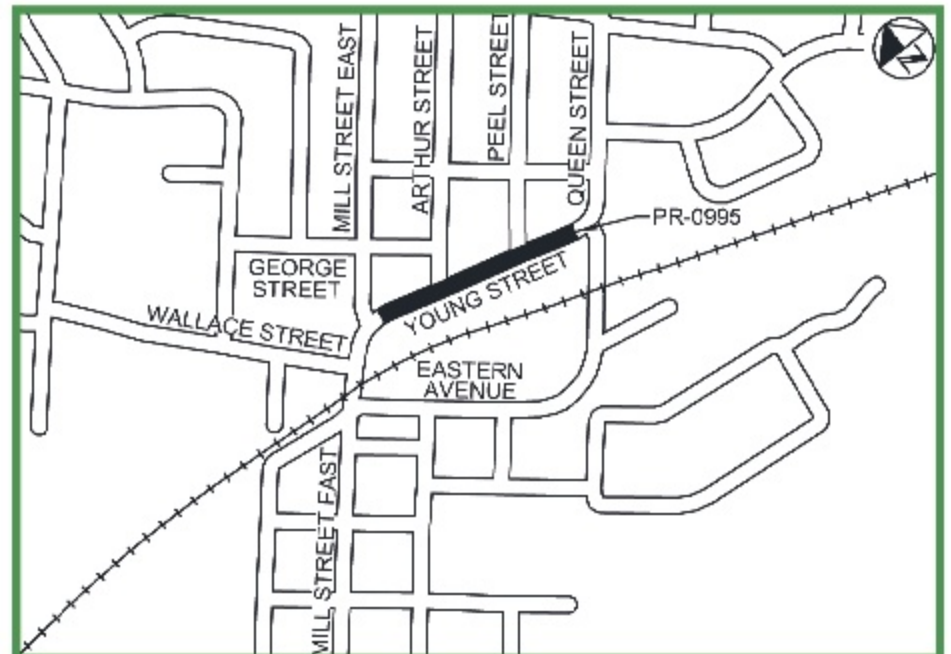 MILL STREET EAST
ARTHUR STREET
PEEL STREET
QUEEN STREET
PR-0995
GEORGE
STREET
YOUNG STREET
WALLACE STREET
EASTERN
AVENUE
MILL STREET EAST